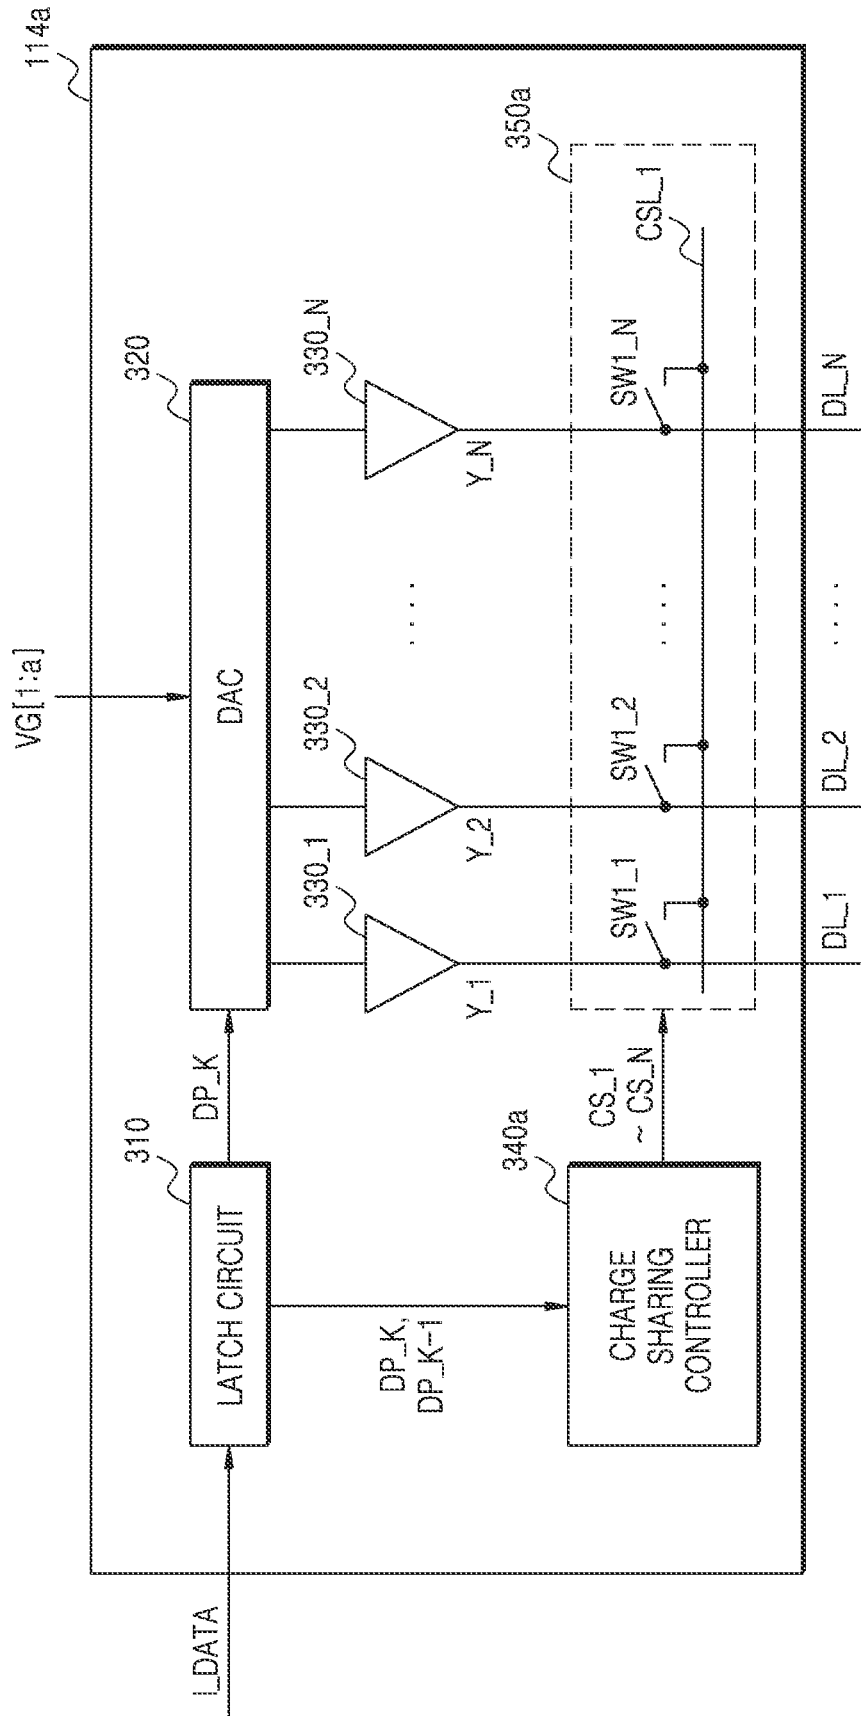 114a
VG[1:a]
320
DAC
310
LATCH CIRCUIT
I_DATA
DP_K
DP_K,
DP_K-1
330_1
330_2
330_N
Y_1
Y_2
Y_N
. . . .
340a
CHARGE
SHARING
CONTROLLER
CS_1
~ CS_N
350a
SW1_1
SW1_2
. . . .
SW1_N
CSL_1
DL_1
DL_2
. . . .
DL_N